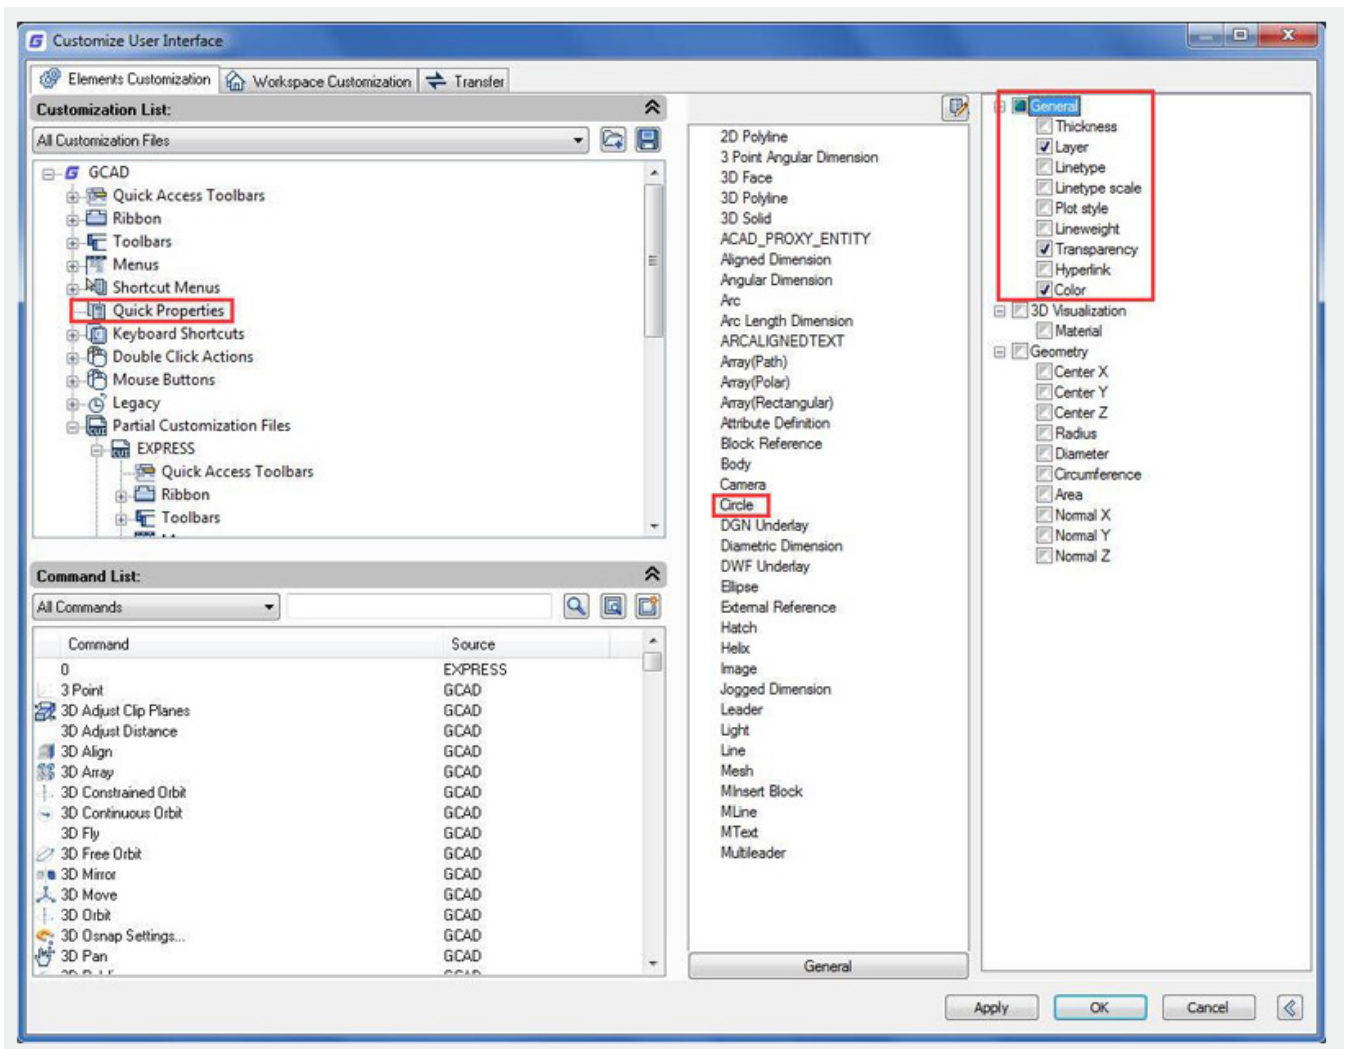 Customize User Interface
Elements Customization
Workspace Customization
Transfer
Customization List:
All Customization Files
GCAD
Quick Access Toolbars
Ribbon
Toolbars
Menus
Shortcut Menus
Quick Properties
Keyboard Shortcuts
Double Click Actions
Mouse Buttons
Legacy
Partial Customization Files
EXPRESS
Quick Access Toolbars
Ribbon
Toolbars
Command List:
All Commands
Command Source
0 EXPRESS
3 Point GCAD
3D Adjust Clip Planes GCAD
3D Adjust Distance GCAD
3D Align GCAD
3D Array GCAD
3D Constrained Orbit GCAD
3D Continuous Orbit GCAD
3D Fly GCAD
3D Free Orbit GCAD
3D Mirror GCAD
3D Move GCAD
3D Orbit GCAD
3D Osnap Settings... GCAD
3D Pan GCAD
2D Polyline
3 Point Angular Dimension
3D Face
3D Polyline
3D Solid
ACAD_PROXY_ENTITY
Aligned Dimension
Angular Dimension
Arc
Arc Length Dimension
ARCALIGNEDTEXT
Array(Path)
Array(Polar)
Array(Rectangular)
Attribute Definition
Block Reference
Body
Camera
Circle
DGN Underlay
Diametric Dimension
DWF Underlay
Ellipse
External Reference
Hatch
Helix
Image
Jogged Dimension
Leader
Light
Line
Mesh
MInsert Block
MLine
MText
Multileader
General
General
Thickness
Layer
Linetype
Linetype scale
Plot style
Lineweight
Transparency
Hyperlink
Color
3D Visualization
Material
Geometry
Center X
Center Y
Center Z
Radius
Diameter
Circumference
Area
Normal X
Normal Y
Normal Z
Apply
OK
Cancel